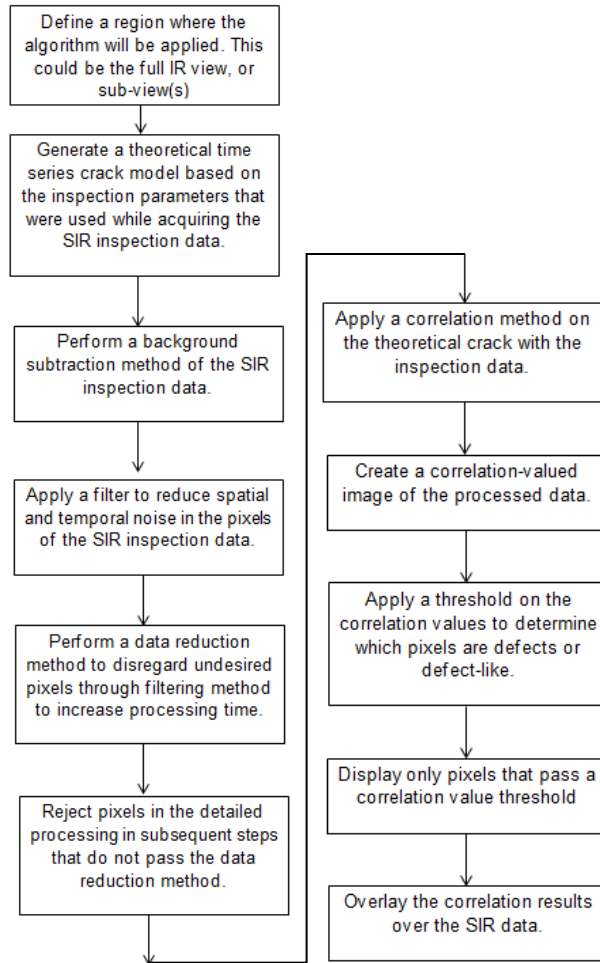 Define a region where the
algorithm will be applied. This
could be the full IR view, or
sub-view(s)
Generate a theoretical time
series crack model based on
the inspection parameters that
were used while acquiring the
SIR inspection data.
Perform a background
subtraction method of the SIR
inspection data.
Apply a filter to reduce spatial
and temporal noise in the pixels
of the SIR inspection data.
Perform a data reduction
method to disregard undesired
pixels through filtering method
to increase processing time.
Reject pixels in the detailed
processing in subsequent steps
that do not pass the data
reduction method.
Apply a correlation method on
the theoretical crack with the
inspection data.
Create a correlation-valued
image of the processed data.
Apply a threshold on the
correlation values to determine
which pixels are defects or
defect-like.
Display only pixels that pass a
correlation value threshold
Overlay the correlation results
over the SIR data.